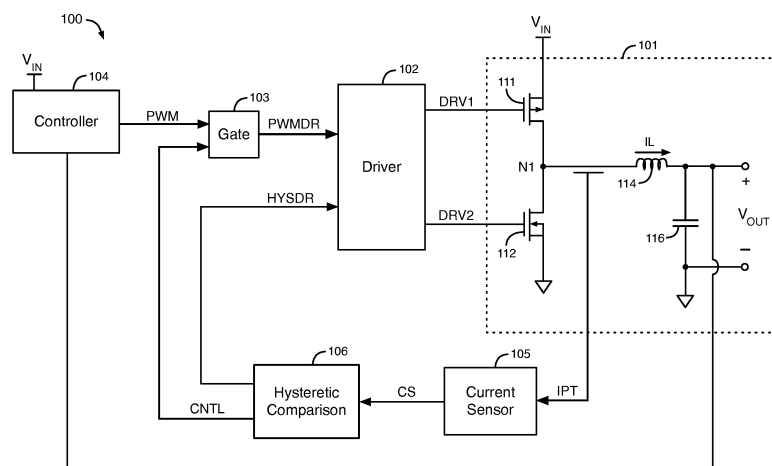 100
V_IN
104
Controller
PWM
103
Gate
PWMDR
102
Driver
HYSDR
DRV1
DRV2
V_IN
101
111
N1
112
IL
114
116
+
V_OUT
−
106
Hysteretic
Comparison
CNTL
CS
105
Current
Sensor
IPT